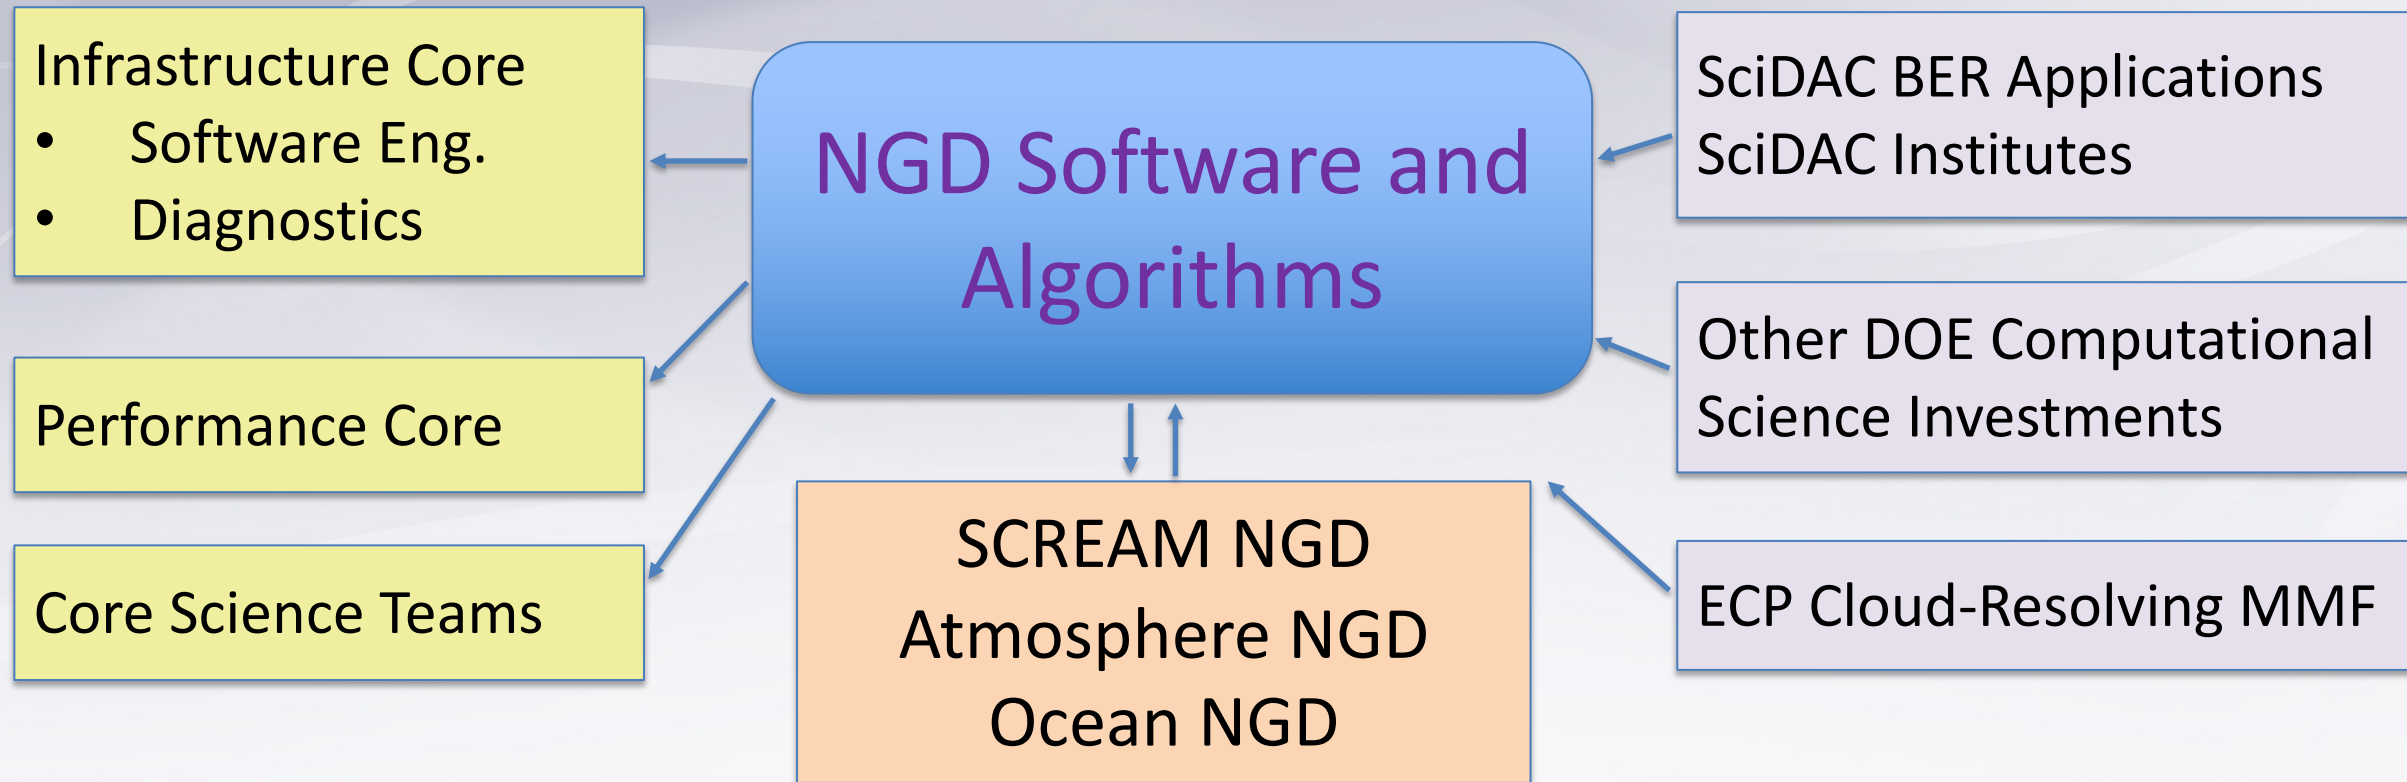 Infrastructure Core
• Software Eng.
• Diagnostics
Performance Core
Core Science Teams
NGD Software and
Algorithms
SCREAM NGD
Atmosphere NGD
Ocean NGD
SciDAC BER Applications
SciDAC Institutes
Other DOE Computational
Science Investments
ECP Cloud-Resolving MMF